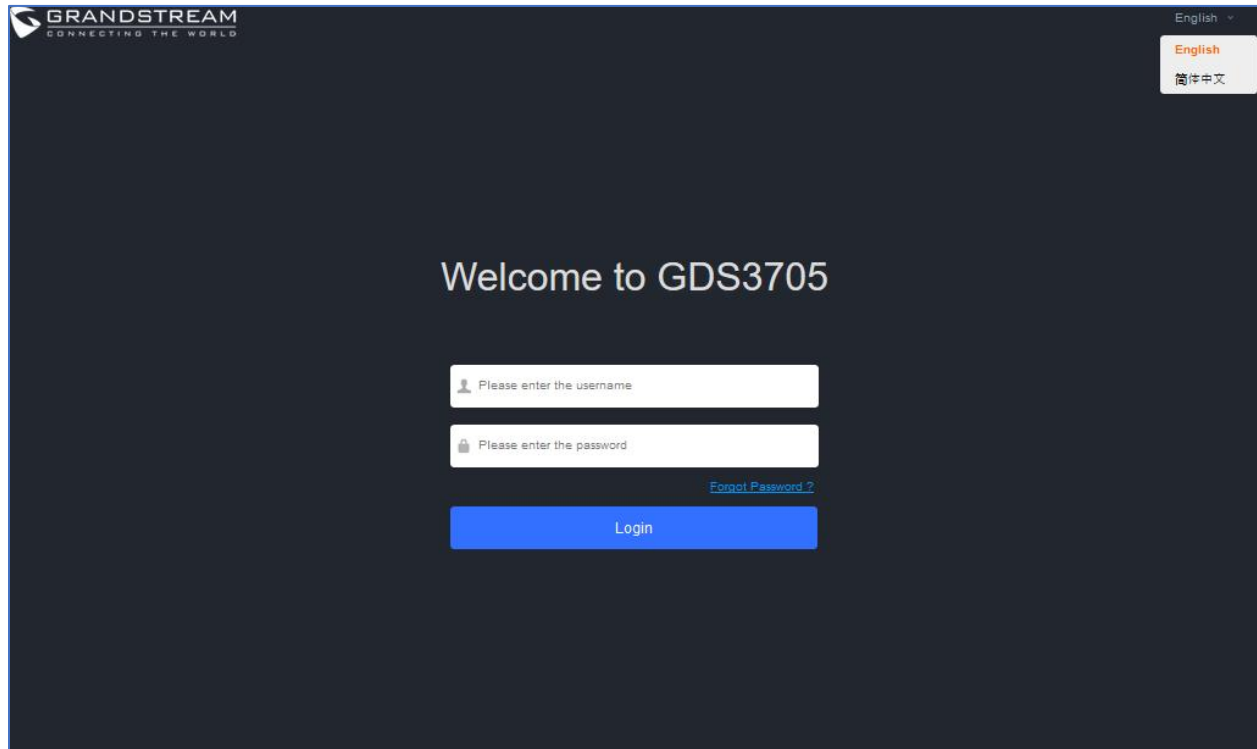 GRANDSTREAM
CONNECTING THE WORLD
English
English
简体中文
Welcome to GDS3705
Please enter the username
Please enter the password
Forgot Password ?
Login